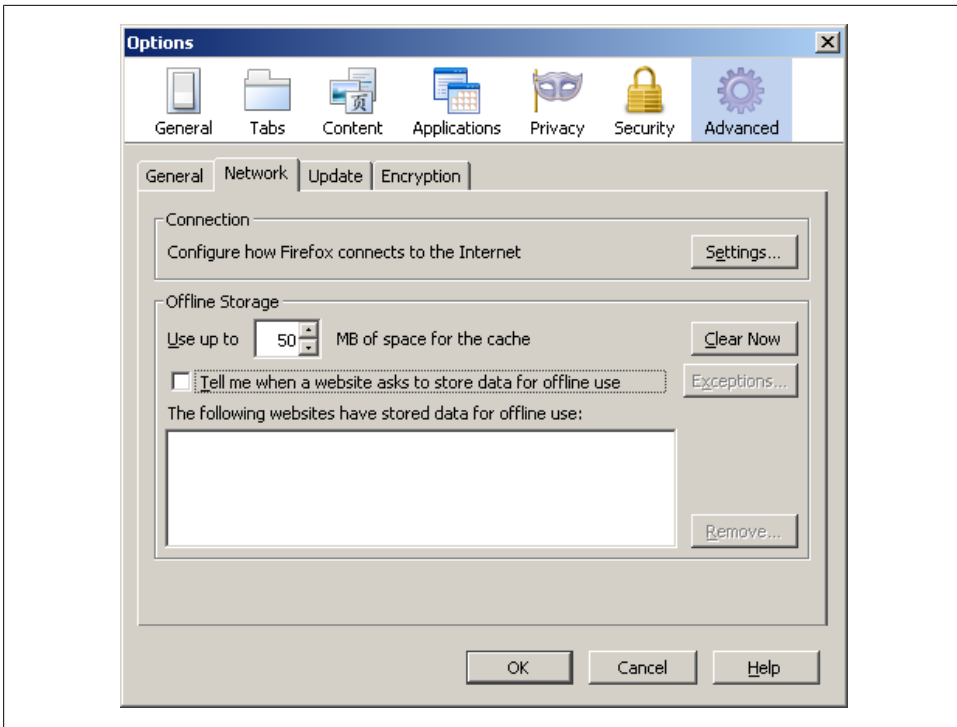 Options
General Tabs Content Applications Privacy Security Advanced
页
General Network Update Encryption
Connection
Configure how Firefox connects to the Internet Settings...
Offline Storage
Use up to 50 MB of space for the cache Clear Now
Tell me when a website asks to store data for offline use Exceptions...
The following websites have stored data for offline use:
Remove...
OK Cancel Help